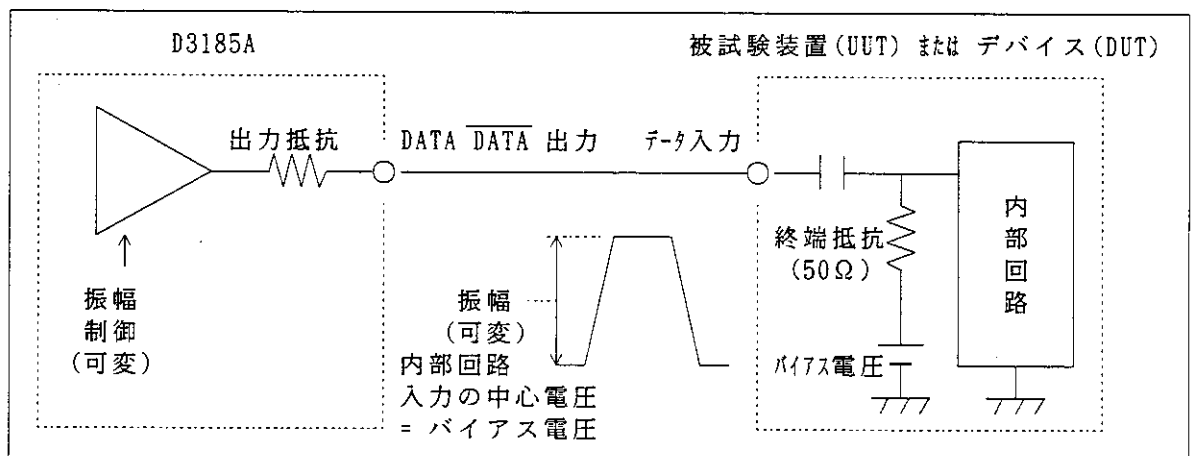 D3185A
被試験装置(UUT) または デバイス(DUT)
出力抵抗
DATA DATA 出力
データ入力
振幅
制御
(可変)
振幅
(可変)
内部回路
入力の中心電圧
= バイアス電圧
終端抵抗
(50Ω)
バイアス電圧
内部回路